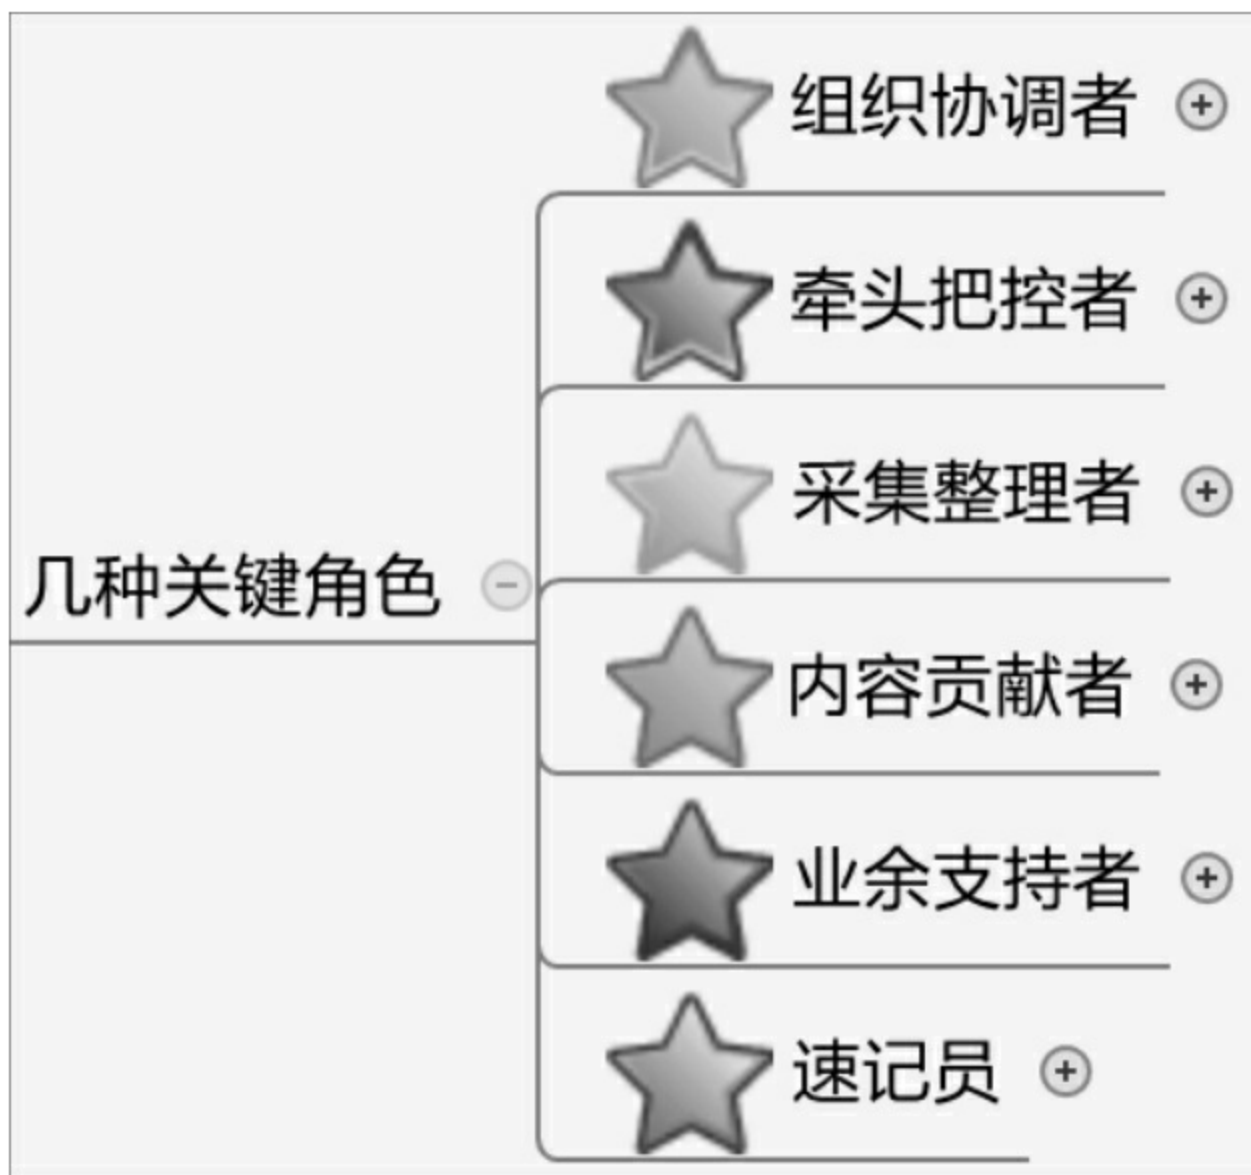 组织协调者
牵头把控者
采集整理者
几种关键角色
内容贡献者
业余支持者
速记员